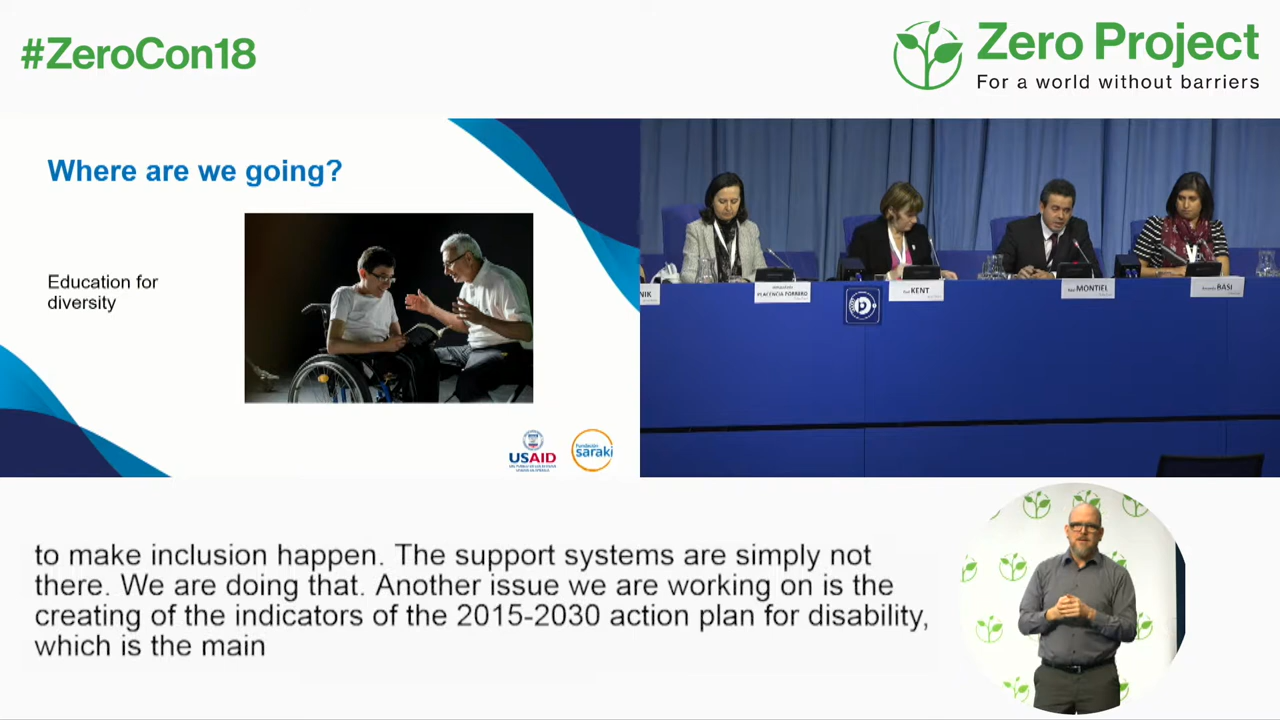 #ZeroCon18
Zero Project
For a world without barriers
Where are we going?
Education for
diversity
USAID
Fundación
saraki
NIK
PLACENCIA PORRERO
KENT
MONTIEL
BASI
to make inclusion happen. The support systems are simply not
there. We are doing that. Another issue we are working on is the
creating of the indicators of the 2015-2030 action plan for disability,
which is the main